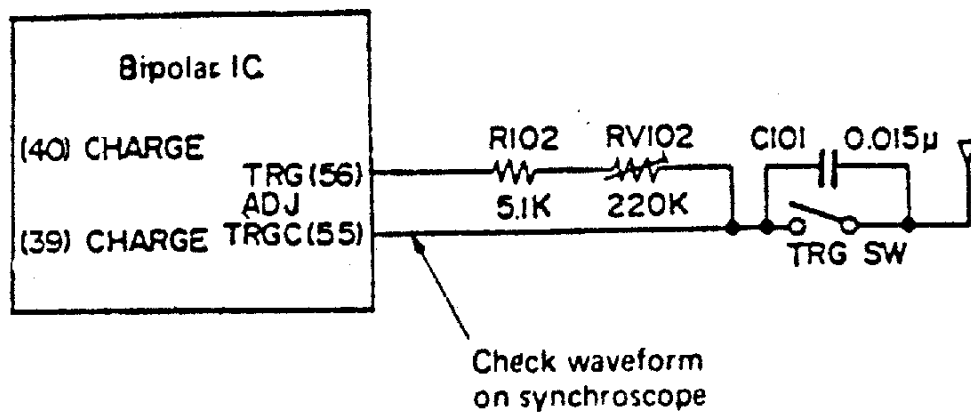 Bipolar IC
(40) CHARGE
TRG (56)
ADJ
(39) CHARGE TRGC (55)
R102
5.1K
RV102
220K
C101 0.015μ
TRG SW
Check waveform
on synchroscope